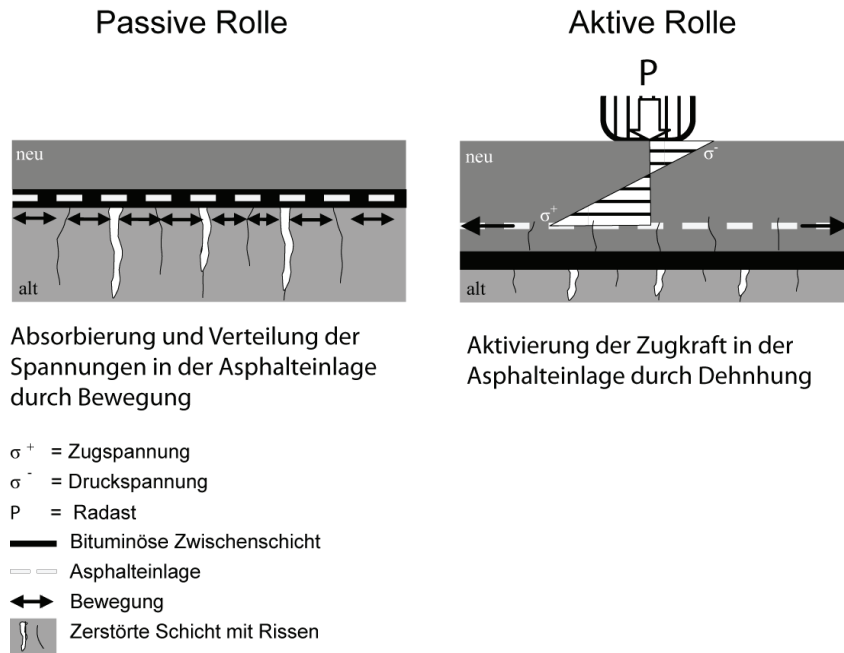 Passive Rolle
Aktive Rolle
P
neu
alt
neu
σ-
σ+
alt
Absorbierung und Verteilung der
Spannungen in der Asphalteinlage
durch Bewegung
Aktivierung der Zugkraft in der
Asphalteinlage durch Dehnhung
σ + = Zugspannung
σ - = Druckspannung
P = Radast
Bituminöse Zwischenschicht
Asphalteinlage
Bewegung
Zerstörte Schicht mit Rissen